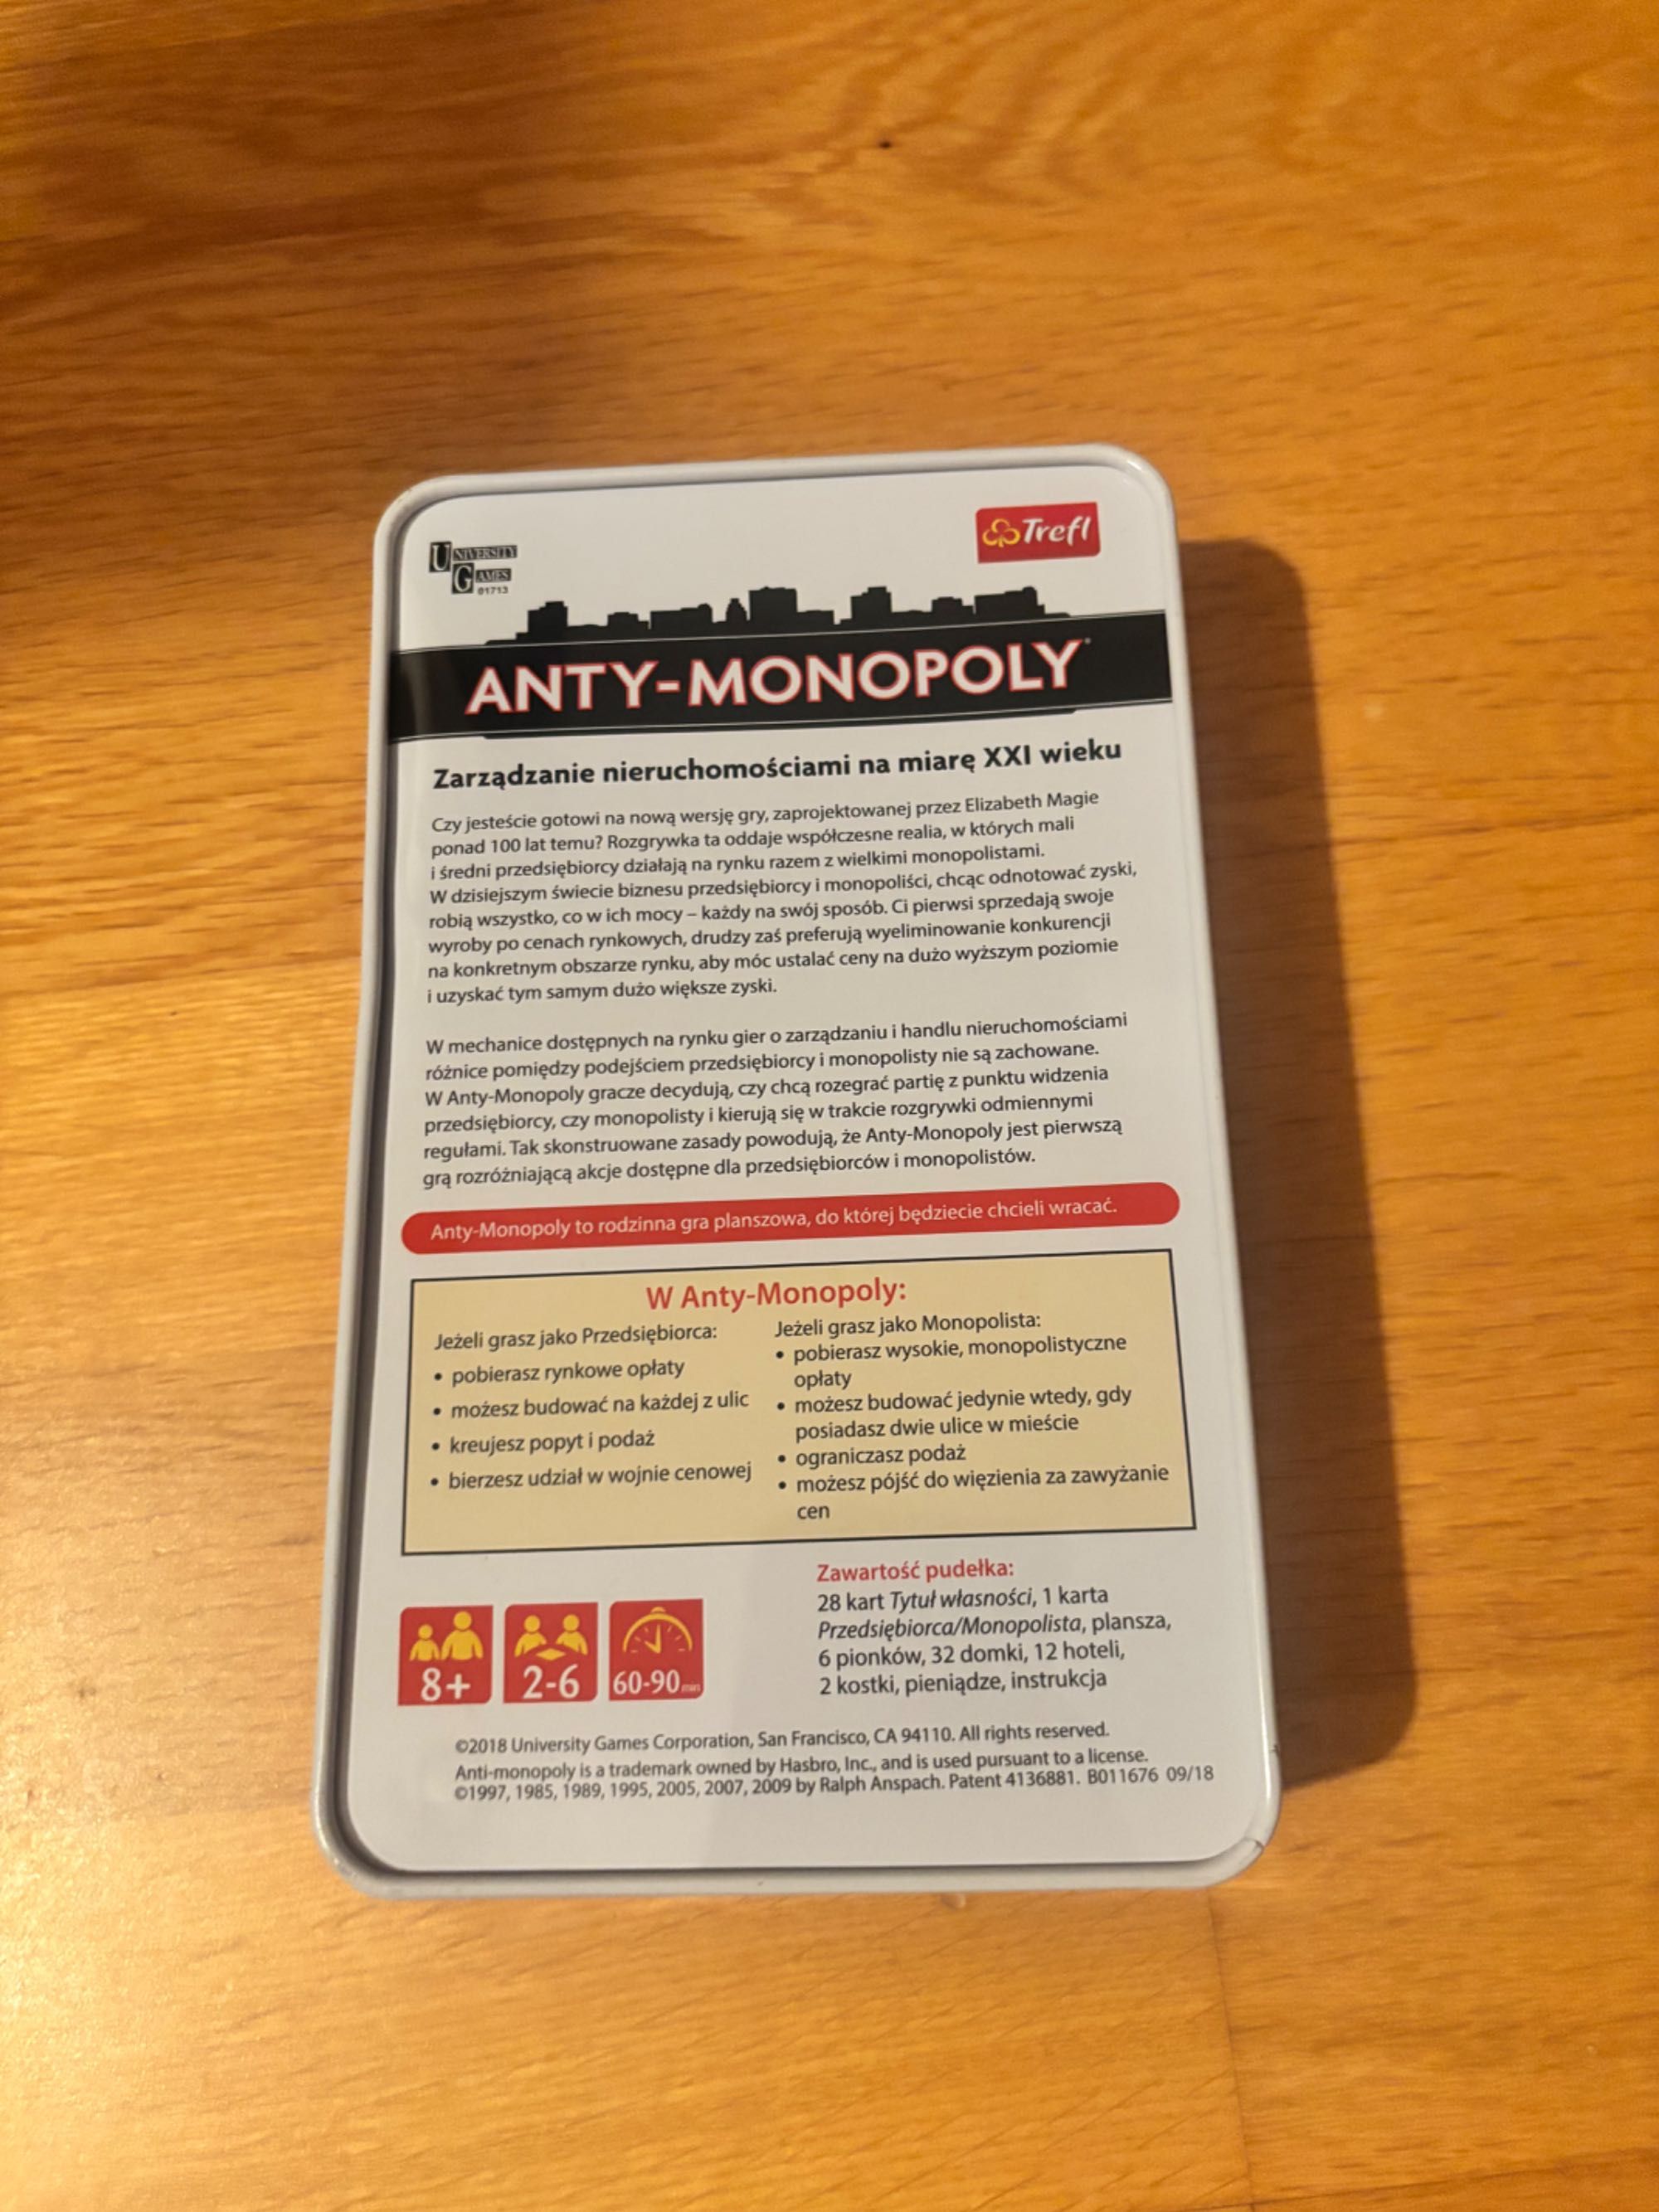 UNIVERSITY
GAMES
01713
Trefl
ANTY-MONOPOLY®
Zarządzanie nieruchomościami na miarę XXI wieku
Czy jesteście gotowi na nową wersję gry, zaprojektowanej przez Elizabeth Magie
ponad 100 lat temu? Rozgrywka ta oddaje współczesne realia, w których mali
i średni przedsiębiorcy działają na rynku razem z wielkimi monopolistami.
W dzisiejszym świecie biznesu przedsiębiorcy i monopoliści, chcąc odnotować zyski,
robią wszystko, co w ich mocy – każdy na swój sposób. Ci pierwsi sprzedają swoje
wyroby po cenach rynkowych, drudzy zaś preferują wyeliminowanie konkurencji
na konkretnym obszarze rynku, aby móc ustalać ceny na dużo wyższym poziomie
i uzyskać tym samym dużo większe zyski.
W mechanice dostępnych na rynku gier o zarządzaniu i handlu nieruchomościami
różnice pomiędzy podejściem przedsiębiorcy i monopolisty nie są zachowane.
W Anty-Monopoly gracze decydują, czy chcą rozegrać partię z punktu widzenia
przedsiębiorcy, czy monopolisty i kierują się w trakcie rozgrywki odmiennymi
regułami. Tak skonstruowane zasady powodują, że Anty-Monopoly jest pierwszą
grą rozróżniającą akcje dostępne dla przedsiębiorców i monopolistów.
Anty-Monopoly to rodzinna gra planszowa, do której będziecie chcieli wracać.
W Anty-Monopoly:
Jeżeli grasz jako Przedsiębiorca:
• pobierasz rynkowe opłaty
• możesz budować na każdej z ulic
• kreujesz popyt i podaż
• bierzesz udział w wojnie cenowej
Jeżeli grasz jako Monopolista:
• pobierasz wysokie, monopolistyczne
opłaty
• możesz budować jedynie wtedy, gdy
posiadasz dwie ulice w mieście
• ograniczasz podaż
• możesz pójść do więzienia za zawyżanie
cen
8+
2-6
60-90 min
Zawartość pudełka:
28 kart Tytuł własności, 1 karta
Przedsiębiorca/Monopolista, plansza,
6 pionków, 32 domki, 12 hoteli,
2 kostki, pieniądze, instrukcja
©2018 University Games Corporation, San Francisco, CA 94110. All rights reserved.
Anti-monopoly is a trademark owned by Hasbro, Inc., and is used pursuant to a license.
©1997, 1985, 1989, 1995, 2005, 2007, 2009 by Ralph Anspach. Patent 4136881. B011676 09/18